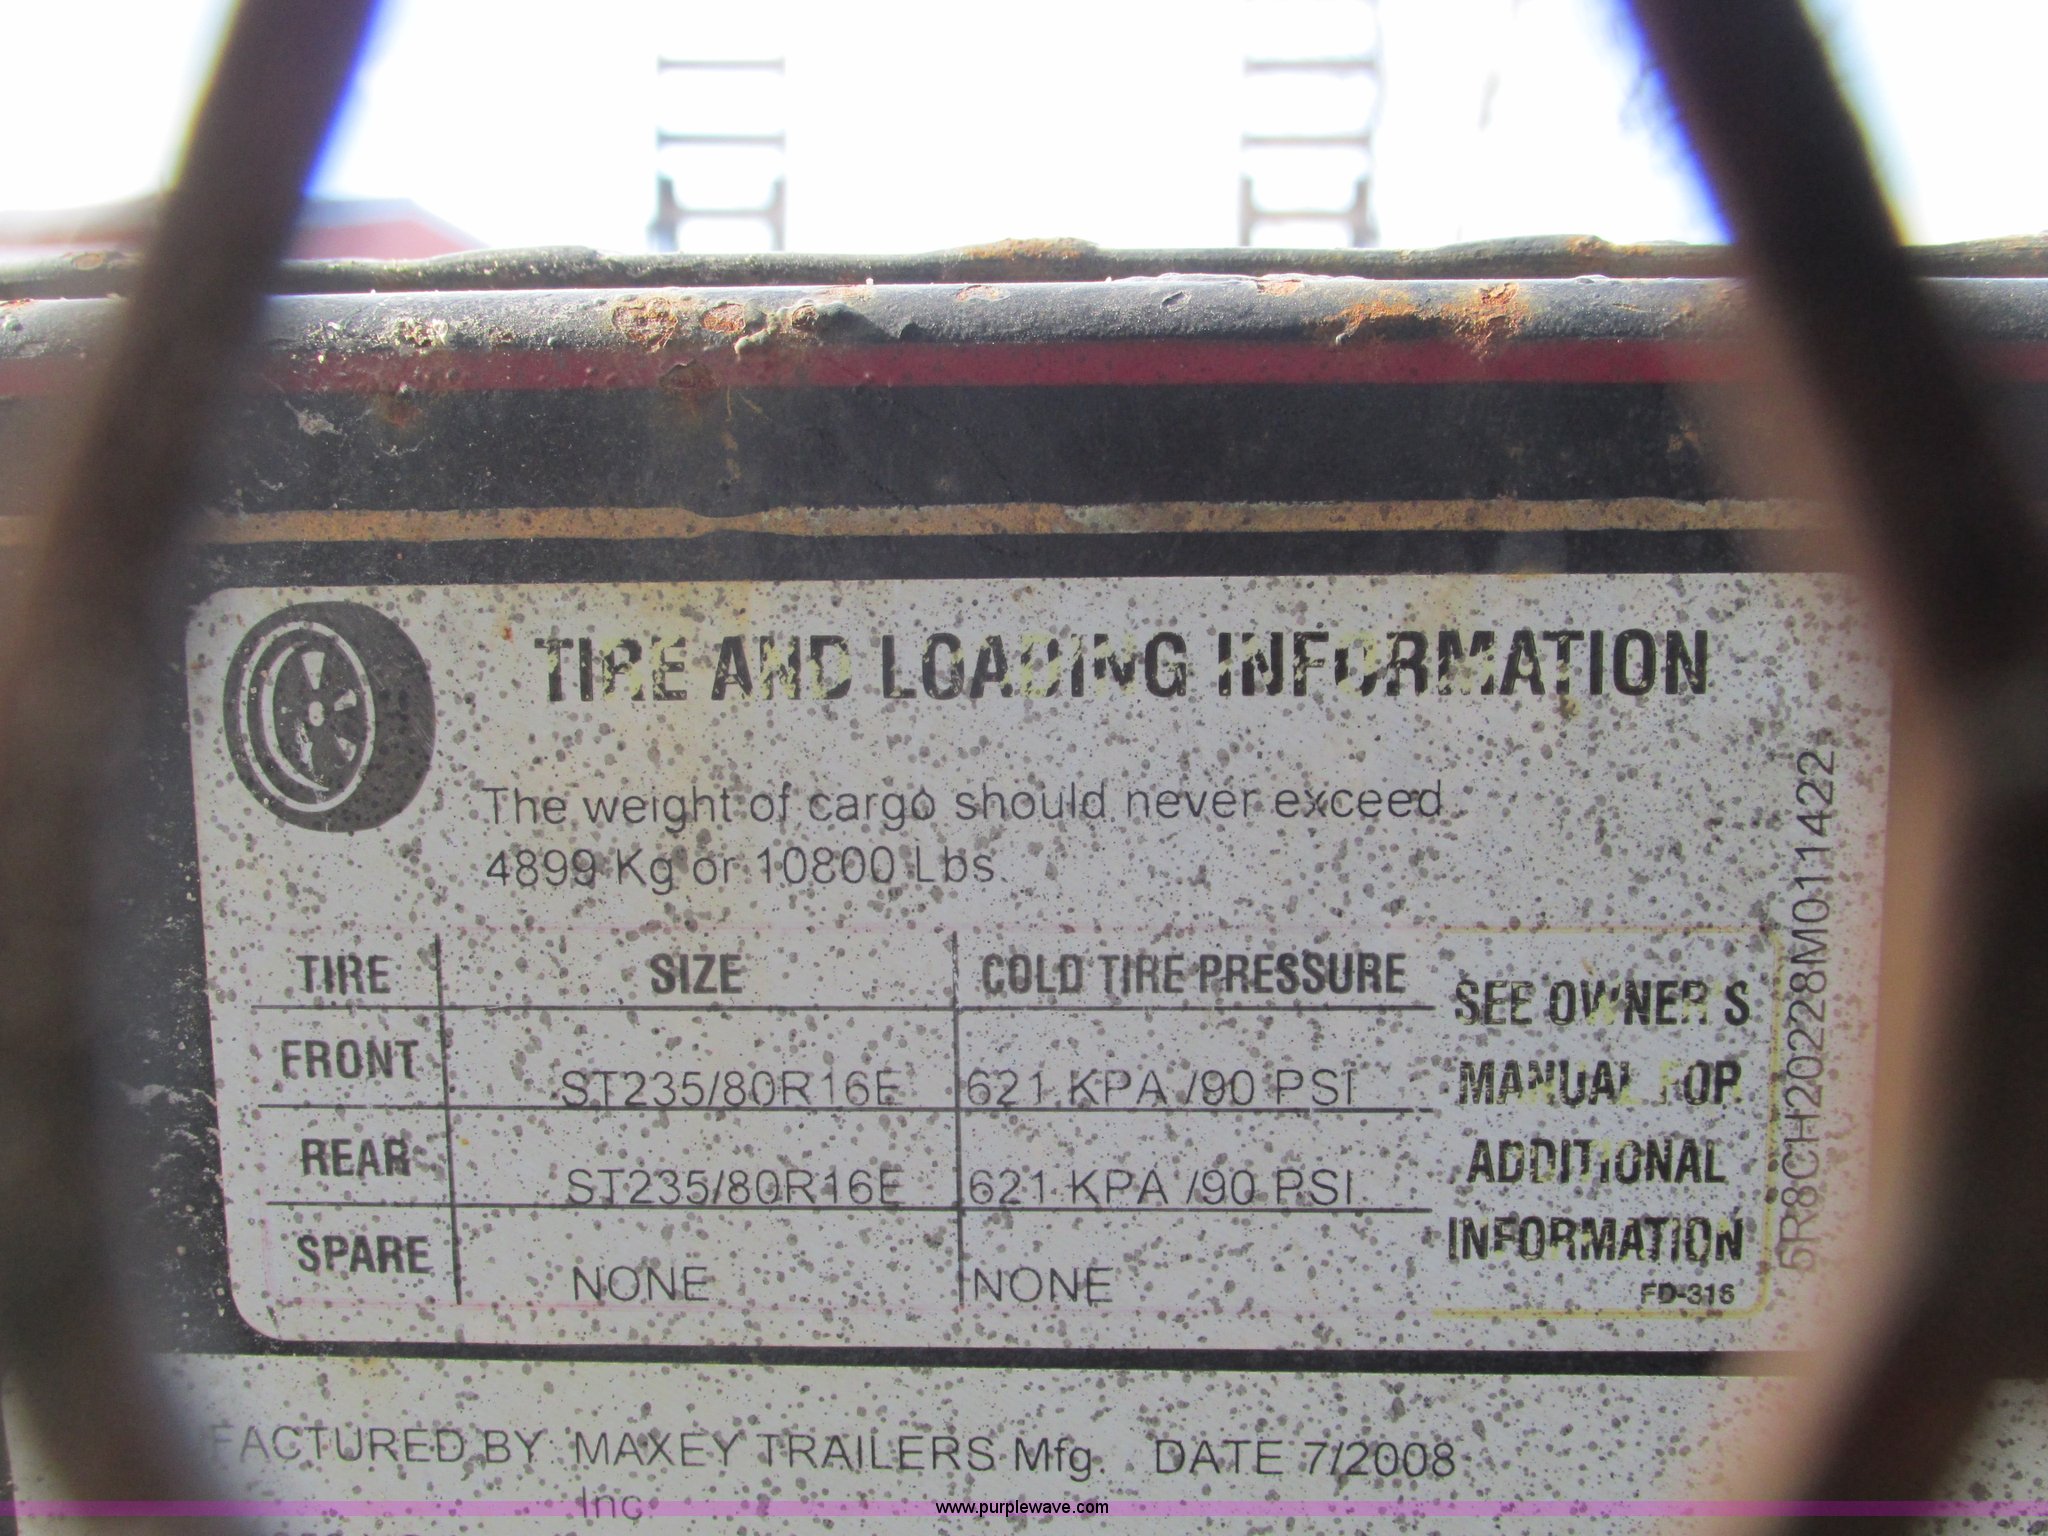 TIRE AND LOADING INFORMATION
The weight of cargo should never exceed
4899 Kg or 10800 Lbs.
TIRE SIZE COLD TIRE PRESSURE
FRONT ST235/80R16E 621 KPA /90 PSI
REAR ST235/80R16E 621 KPA /90 PSI
SPARE NONE NONE
SEE OWNER'S
MANUAL FOR
ADDITIONAL
INFORMATION
FD-316
5R8CH20228M011422
FACTURED BY MAXEY TRAILERS Mfg. DATE 7/2008
Inc
www.purplewave.com